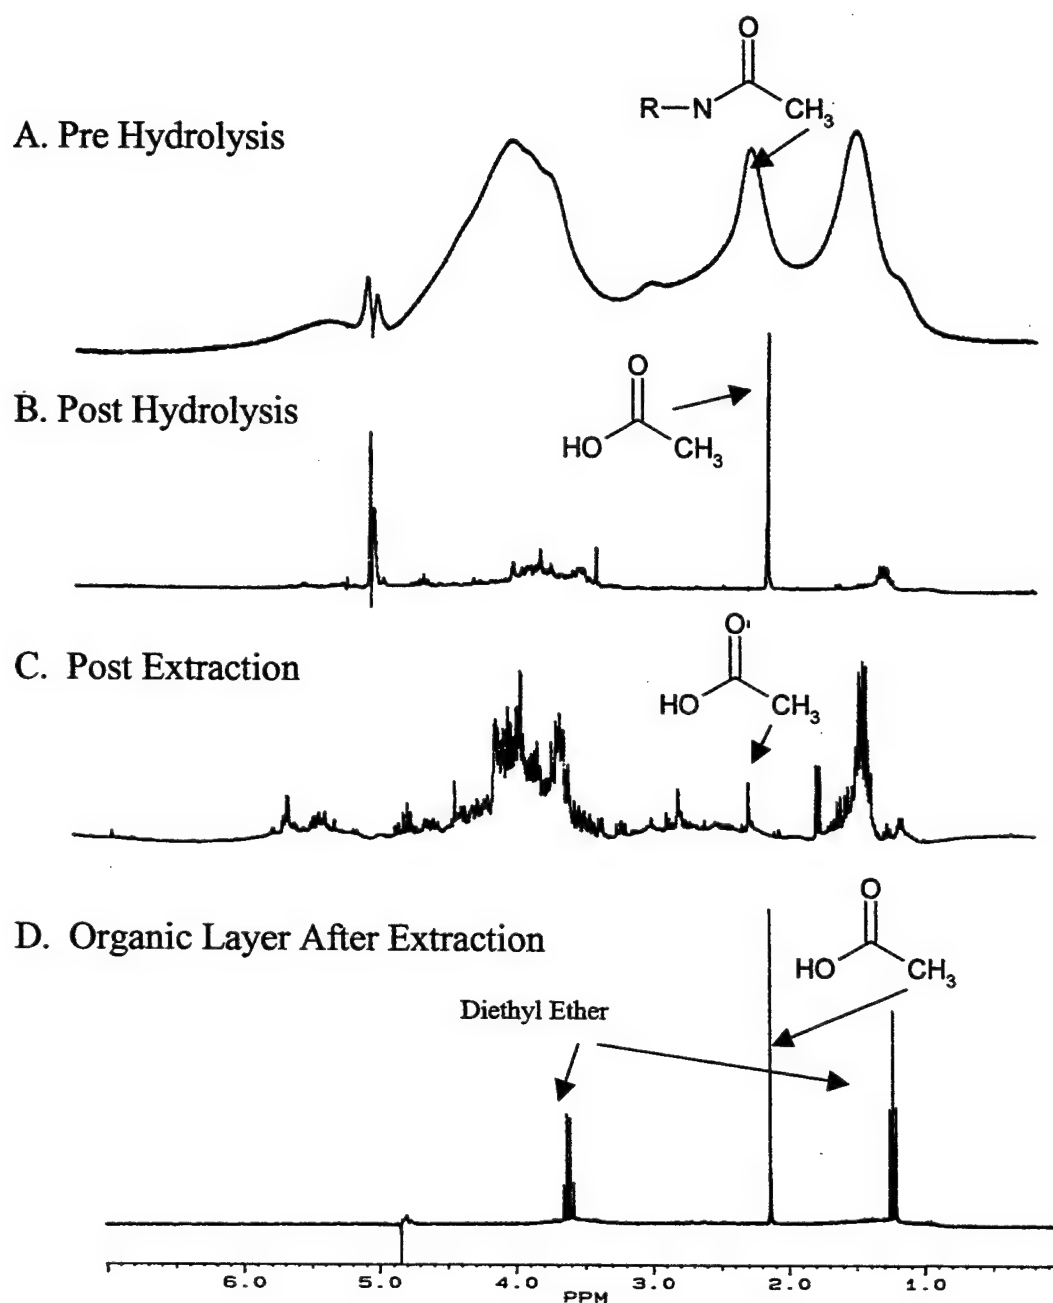 O
R—N
CH3
A. Pre Hydrolysis
O
B. Post Hydrolysis
HO
CH3
O
C. Post Extraction
HO
CH3
O
D. Organic Layer After Extraction
HO
CH3
Diethyl Ether
6.0 5.0 4.0 3.0 2.0 1.0
PPM